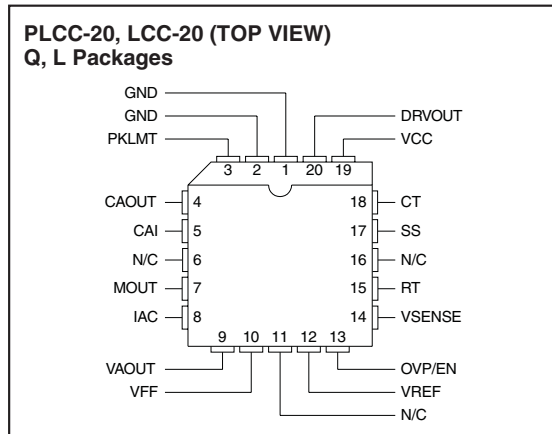 PLCC-20, LCC-20 (TOP VIEW)
Q, L Packages
GND
GND
DRVOUT
PKLMT
VCC
3 2 1 20 19
CAOUT 4
18 CT
CAI 5
17 SS
N/C 6
16 N/C
MOUT 7
15 RT
IAC 8
14 VSENSE
9 10 11 12 13
VAOUT
OVP/EN
VFF
VREF
N/C